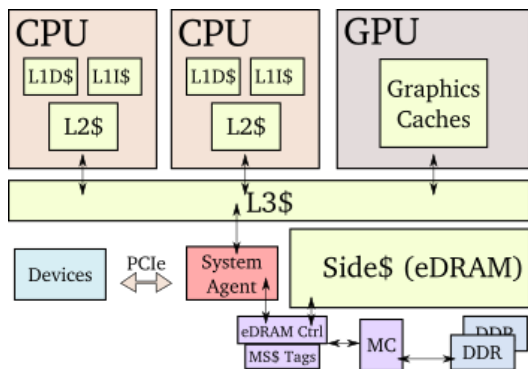 CPU
CPU
GPU
L1D$
L1I$
L1D$
L1I$
L2$
L2$
Graphics
Caches
L3$
Devices
PCIe
System
Agent
Side$ (eDRAM)
eDRAM Ctrl
MS$ Tags
MC
DDR
DDR